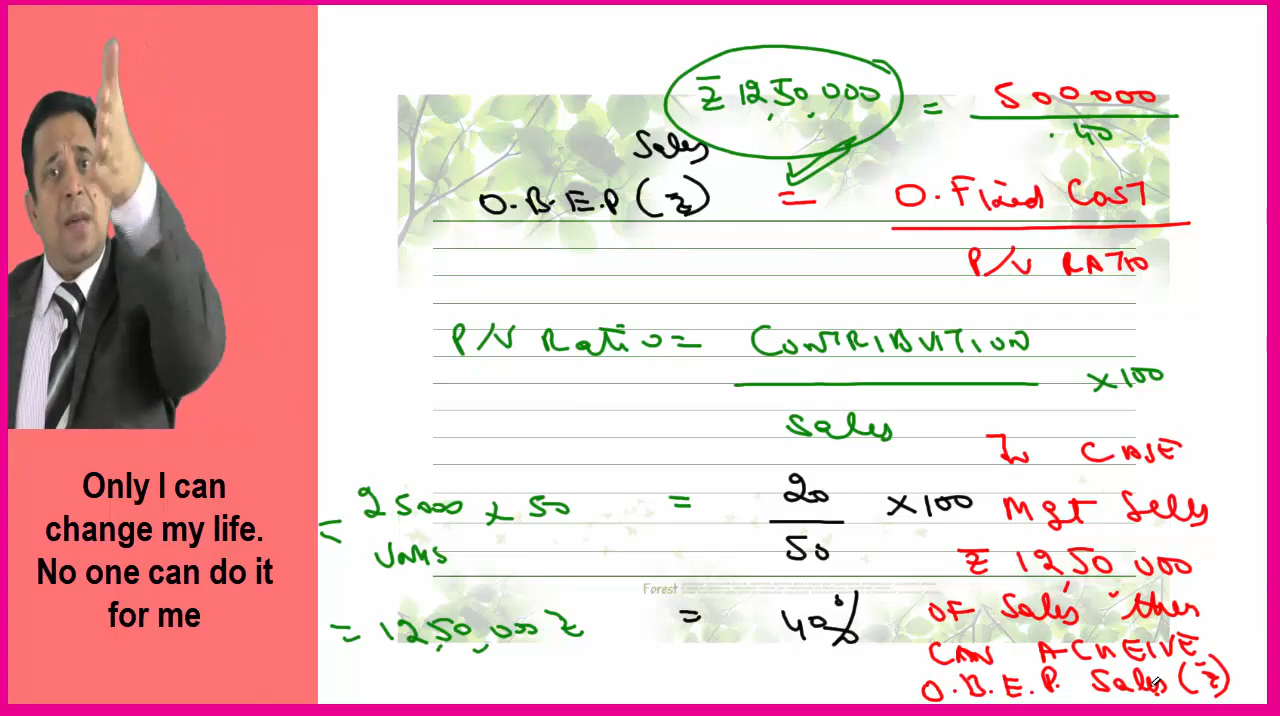 ₹ 12,50,000 = 500000
.40
Sales
O.B.E.P (₹) = O. Fixed Cost
P/V RATIO
P/V Ratio = CONTRIBUTION
x100
Sales
= 25000 x 50 = 20 x100
Units 50
= 12,50,000 ₹ = 40%
In CASE
Mgt Sells
₹ 12,50,000
of Sales then
CAN ACHEIVE
O.B.E.P. Sales (₹)
Forest
Only I can
change my life.
No one can do it
for me